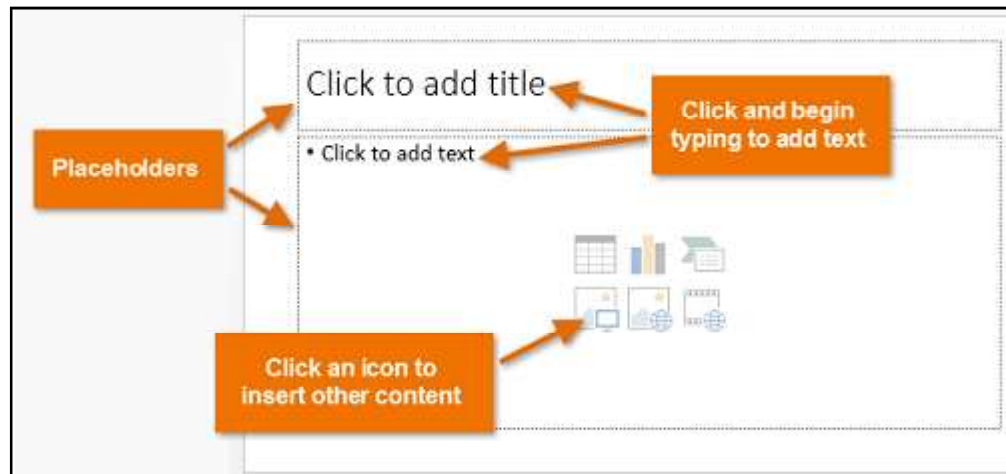 Click to add title
Click and begin
typing to add text
Placeholders
• Click to add text
Click an icon to
insert other content